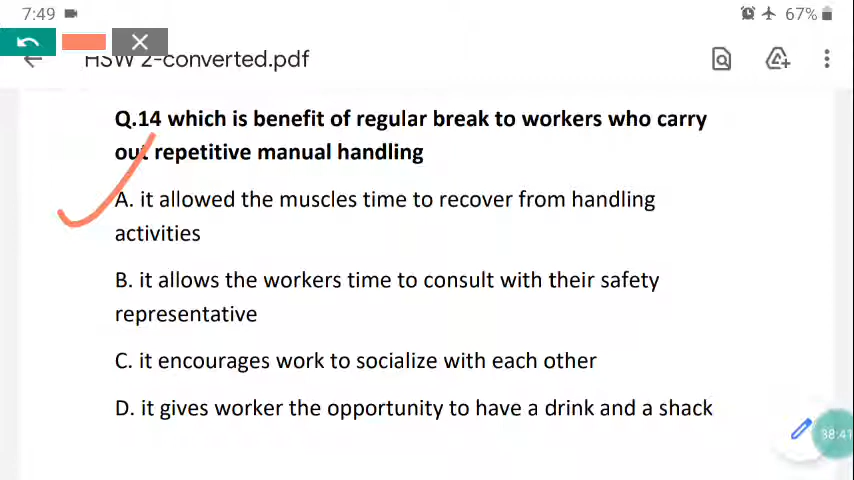 7:49 67%
HSW 2-converted.pdf
Q.14 which is benefit of regular break to workers who carry
out repetitive manual handling
A. it allowed the muscles time to recover from handling
activities
B. it allows the workers time to consult with their safety
representative
C. it encourages work to socialize with each other
D. it gives worker the opportunity to have a drink and a shack
38:41